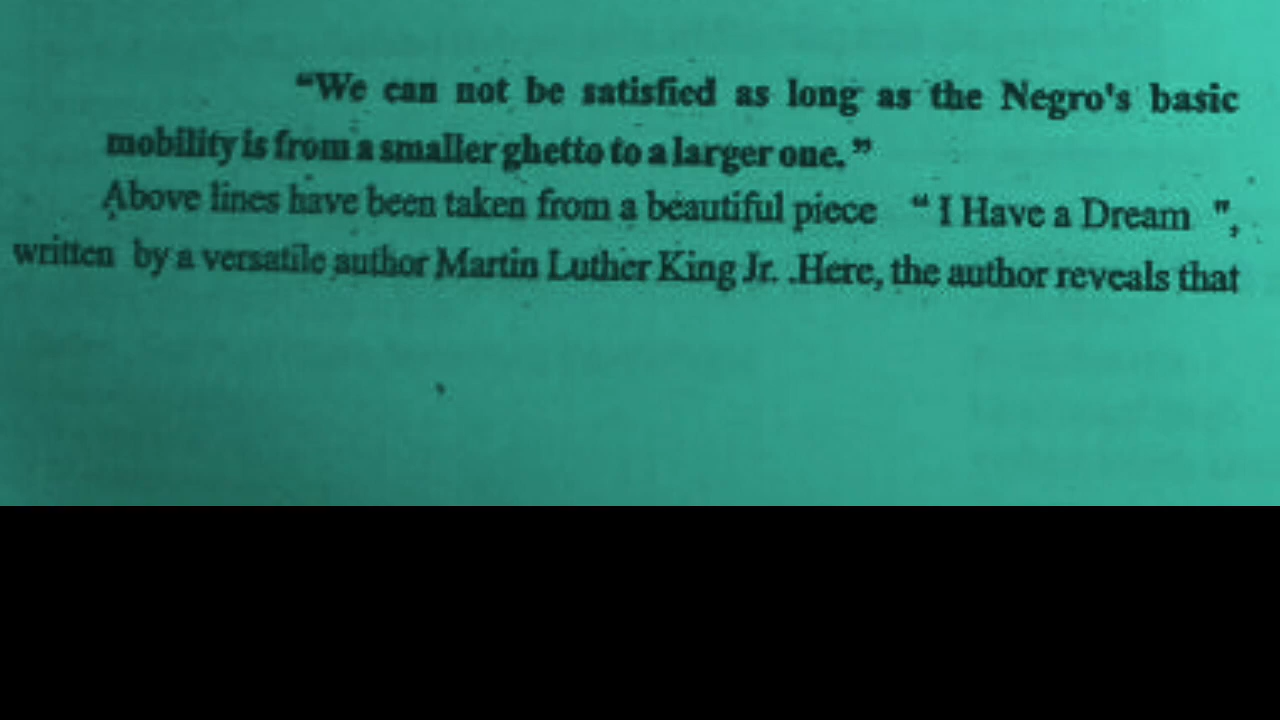 “We can not be satisfied as long as the Negro's basic
mobility is from a smaller ghetto to a larger one.”
Above lines have been taken from a beautiful piece “ I Have a Dream ",
written by a versatile author Martin Luther King Jr. .Here, the author reveals that